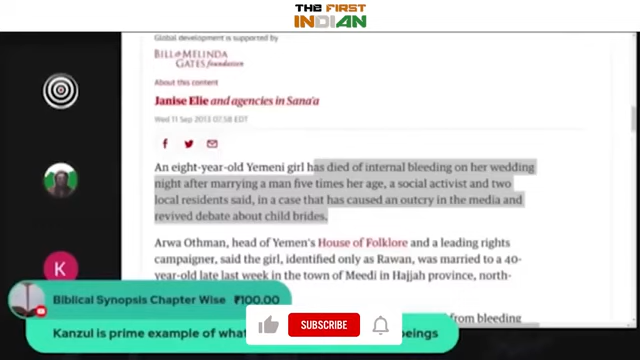 THE FIRST
INDIAN
Global development is supported by
BILL & MELINDA
GATES foundation
About this content
Janise Elie and agencies in Sana'a
Wed 11 Sep 2013 07.58 EDT
An eight-year-old Yemeni girl has died of internal bleeding on her wedding
night after marrying a man five times her age, a social activist and two
local residents said, in a case that has caused an outcry in the media and
revived debate about child brides.
Arwa Othman, head of Yemen's House of Folklore and a leading rights
campaigner, said the girl, identified only as Rawan, was married to a 40-
year-old late last week in the town of Meedi in Hajjah province, north-
from bleeding
K
Biblical Synopsis Chapter Wise ₹100.00
Kanzul is prime example of what beings
SUBSCRIBE